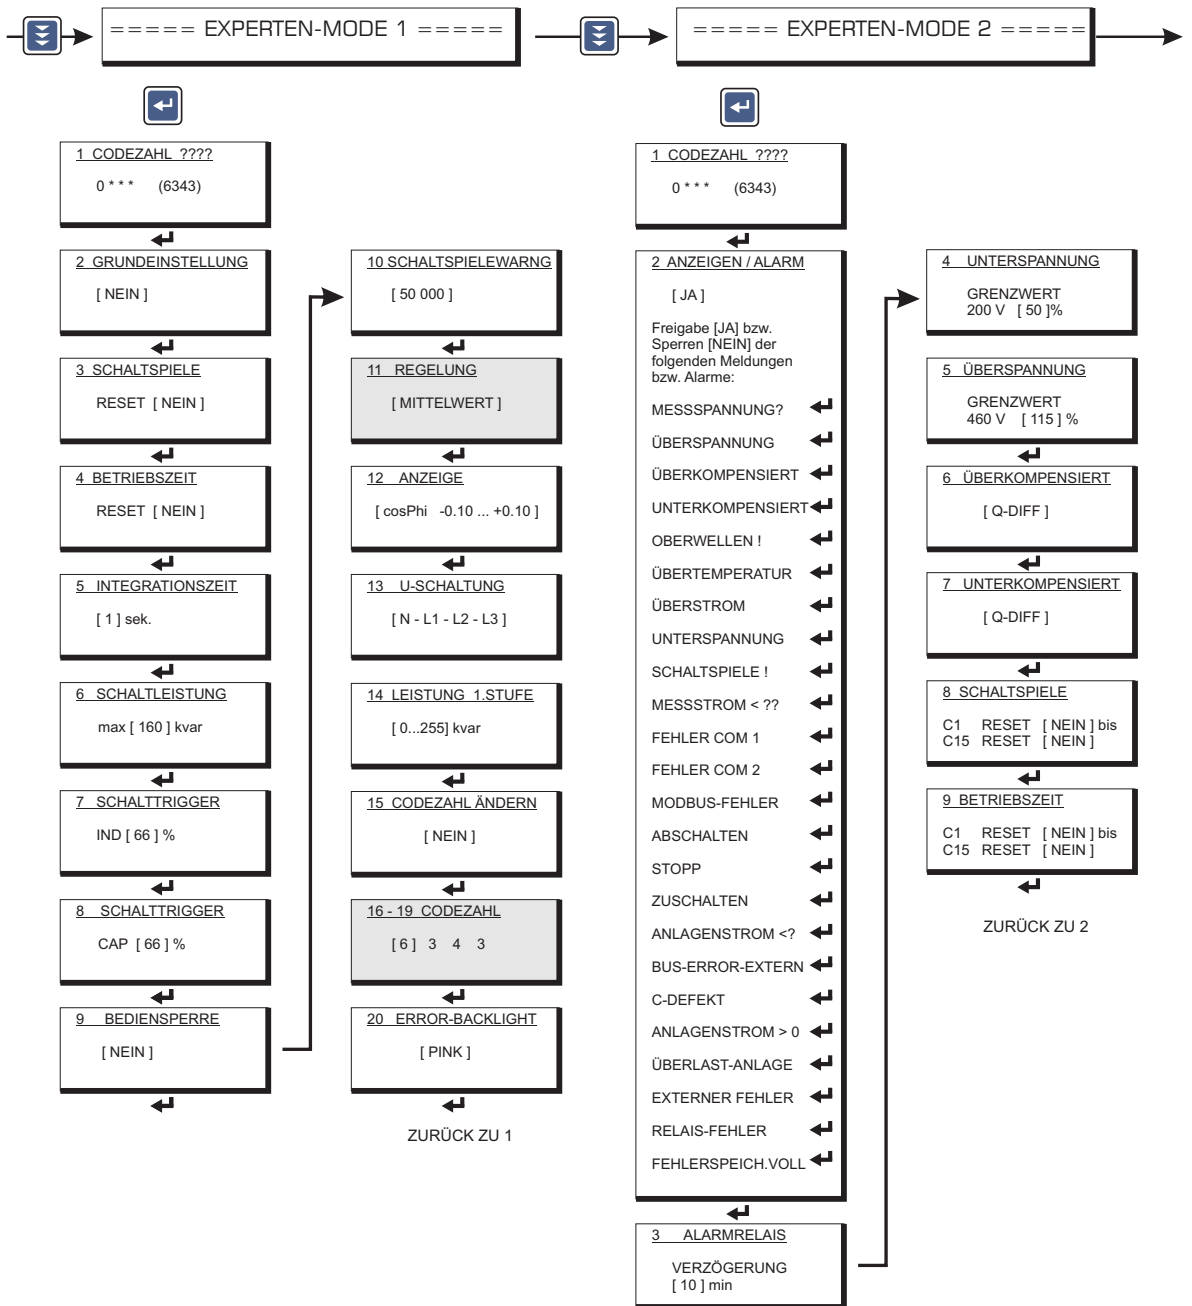 ===== EXPERTEN-MODE 1 =====
===== EXPERTEN-MODE 2 =====
1 CODEZAHL ????
0 * * * (6343)
2 GRUNDEINSTELLUNG
[ NEIN ]
3 SCHALTSPIELE
RESET [ NEIN ]
4 BETRIEBSZEIT
RESET [ NEIN ]
5 INTEGRATIONSZEIT
[ 1 ] sek.
6 SCHALTLEISTUNG
max [ 160 ] kvar
7 SCHALTTRIGGER
IND [ 66 ] %
8 SCHALTTRIGGER
CAP [ 66 ] %
9 BEDIENSPERRE
[ NEIN ]
10 SCHALTSPIELEWARNG
[ 50 000 ]
11 REGELUNG
[ MITTELWERT ]
12 ANZEIGE
[ cosPhi -0.10 ... +0.10 ]
13 U-SCHALTUNG
[ N - L1 - L2 - L3 ]
14 LEISTUNG 1.STUFE
[ 0...255] kvar
15 CODEZAHL ÄNDERN
[ NEIN ]
16 - 19 CODEZAHL
[ 6 ] 3 4 3
20 ERROR-BACKLIGHT
[ PINK ]
ZURÜCK ZU 1
1 CODEZAHL ????
0 * * * (6343)
2 ANZEIGEN / ALARM
[ JA ]
Freigabe [JA] bzw.
Sperren [NEIN] der
folgenden Meldungen
bzw. Alarme:
MESSSPANNUNG?
ÜBERSPANNUNG
ÜBERKOMPENSIERT
UNTERKOMPENSIERT
OBERWELLEN !
ÜBERTEMPERATUR
ÜBERSTROM
UNTERSPANNUNG
SCHALTSPIELE !
MESSSTROM < ??
FEHLER COM 1
FEHLER COM 2
MODBUS-FEHLER
ABSCHALTEN
STOPP
ZUSCHALTEN
ANLAGENSTROM <?
BUS-ERROR-EXTERN
C-DEFEKT
ANLAGENSTROM > 0
ÜBERLAST-ANLAGE
EXTERNER FEHLER
RELAIS-FEHLER
FEHLERSPEICH.VOLL
3 ALARMRELAIS
VERZÖGERUNG
[ 10 ] min
4 UNTERSPANNUNG
GRENZWERT
200 V [ 50 ]%
5 ÜBERSPANNUNG
GRENZWERT
460 V [ 115 ] %
6 ÜBERKOMPENSIERT
[ Q-DIFF ]
7 UNTERKOMPENSIERT
[ Q-DIFF ]
8 SCHALTSPIELE
C1 RESET [ NEIN ] bis
C15 RESET [ NEIN ]
9 BETRIEBSZEIT
C1 RESET [ NEIN ] bis
C15 RESET [ NEIN ]
ZURÜCK ZU 2